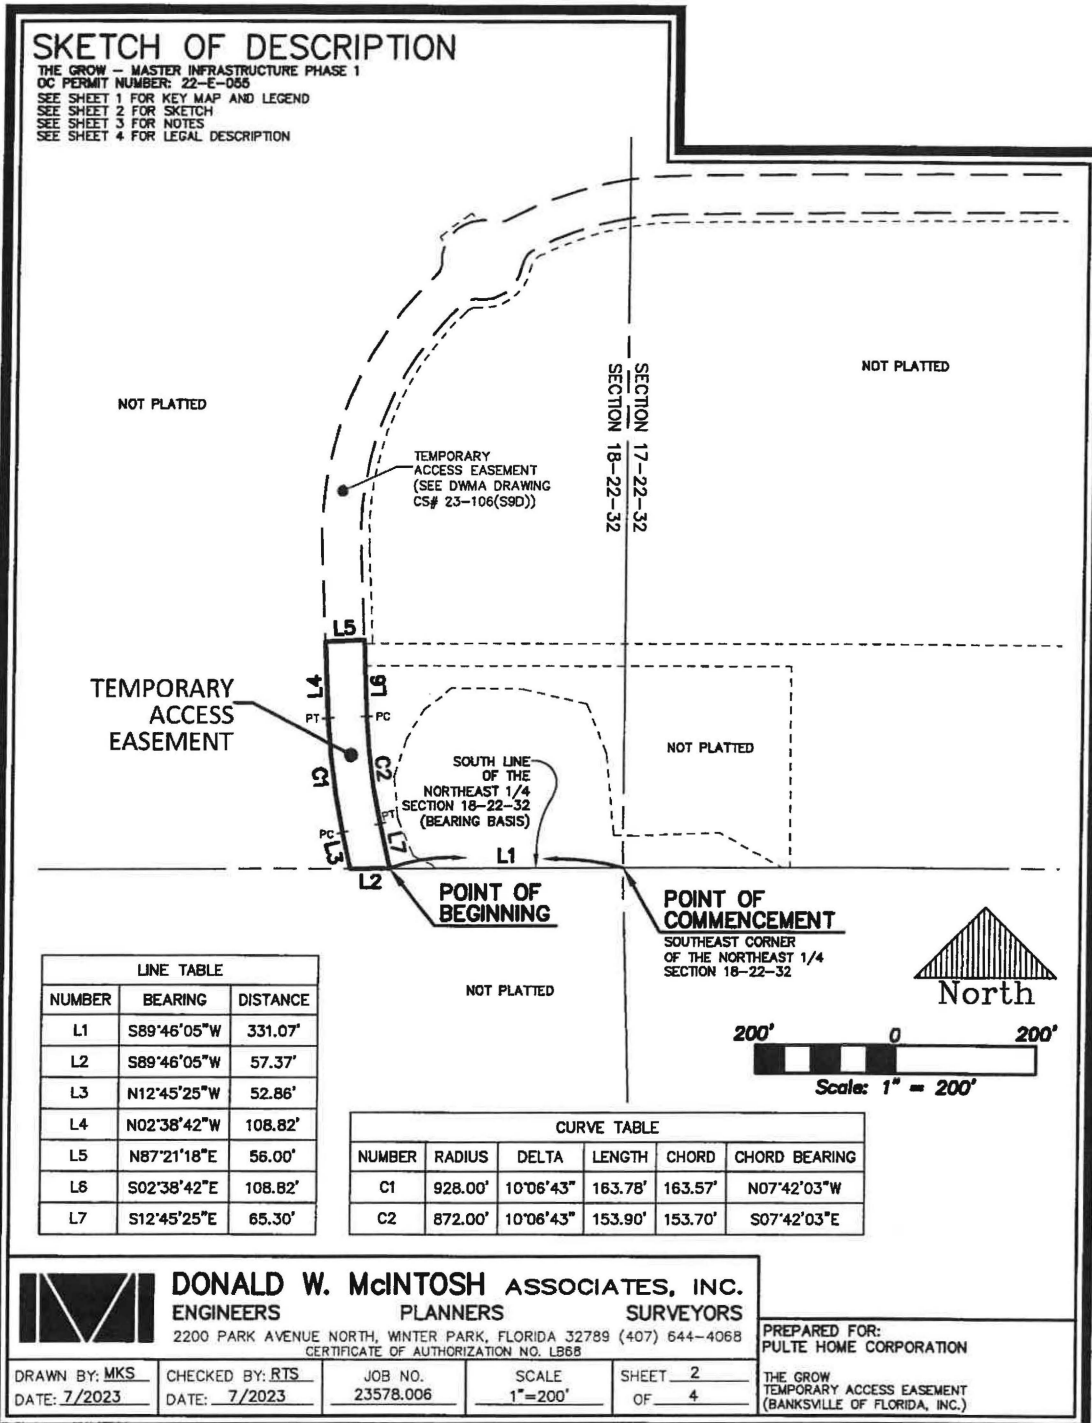 SKETCH OF DESCRIPTION
THE GROW – MASTER INFRASTRUCTURE PHASE 1
OC PERMIT NUMBER: 22-E-055
SEE SHEET 1 FOR KEY MAP AND LEGEND
SEE SHEET 2 FOR SKETCH
SEE SHEET 3 FOR NOTES
SEE SHEET 4 FOR LEGAL DESCRIPTION
NOT PLATTED
NOT PLATTED
SECTION 17-22-32
SECTION 18-22-32
TEMPORARY
ACCESS EASEMENT
(SEE DWMA DRAWING
CS# 23-106(S9D))
L5
L4
L6
TEMPORARY
ACCESS
EASEMENT
PT
PC
C1
C2
PT
PC
L3
L7
NOT PLATTED
SOUTH LINE
OF THE
NORTHEAST 1/4
SECTION 18-22-32
(BEARING BASIS)
L1
L2
POINT OF
BEGINNING
POINT OF
COMMENCEMENT
SOUTHEAST CORNER
OF THE NORTHEAST 1/4
SECTION 18-22-32
NOT PLATTED
North
200' 0 200'
Scale: 1" = 200'
LINE TABLE
NUMBER BEARING DISTANCE
L1 S89°46'05"W 331.07'
L2 S89°46'05"W 57.37'
L3 N12°45'25"W 52.86'
L4 N02°38'42"W 108.82'
L5 N87°21'18"E 56.00'
L6 S02°38'42"E 108.82'
L7 S12°45'25"E 65.30'
CURVE TABLE
NUMBER RADIUS DELTA LENGTH CHORD CHORD BEARING
C1 928.00' 10°06'43" 163.78' 163.57' N07°42'03"W
C2 872.00' 10°06'43" 153.90' 153.70' S07°42'03"E
DONALD W. McINTOSH ASSOCIATES, INC.
ENGINEERS PLANNERS SURVEYORS
2200 PARK AVENUE NORTH, WINTER PARK, FLORIDA 32789 (407) 644-4068
CERTIFICATE OF AUTHORIZATION NO. LB68
DRAWN BY: MKS
DATE: 7/2023
CHECKED BY: RTS
DATE: 7/2023
JOB NO.
23578.006
SCALE
1"=200'
SHEET 2
OF 4
PREPARED FOR:
PULTE HOME CORPORATION
THE GROW
TEMPORARY ACCESS EASEMENT
(BANKSVILLE OF FLORIDA, INC.)